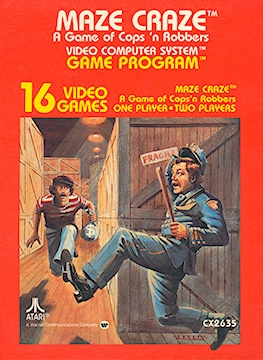 MAZE CRAZE™
A Game of Cops 'n Robbers
VIDEO COMPUTER SYSTEM™
GAME PROGRAM™
16 VIDEO GAMES
MAZE CRAZE™
A Game of Cops'n Robbers
ONE PLAYER • TWO PLAYERS
FRAGILE
$
ATARI®
A Warner Communications Company
CX2635